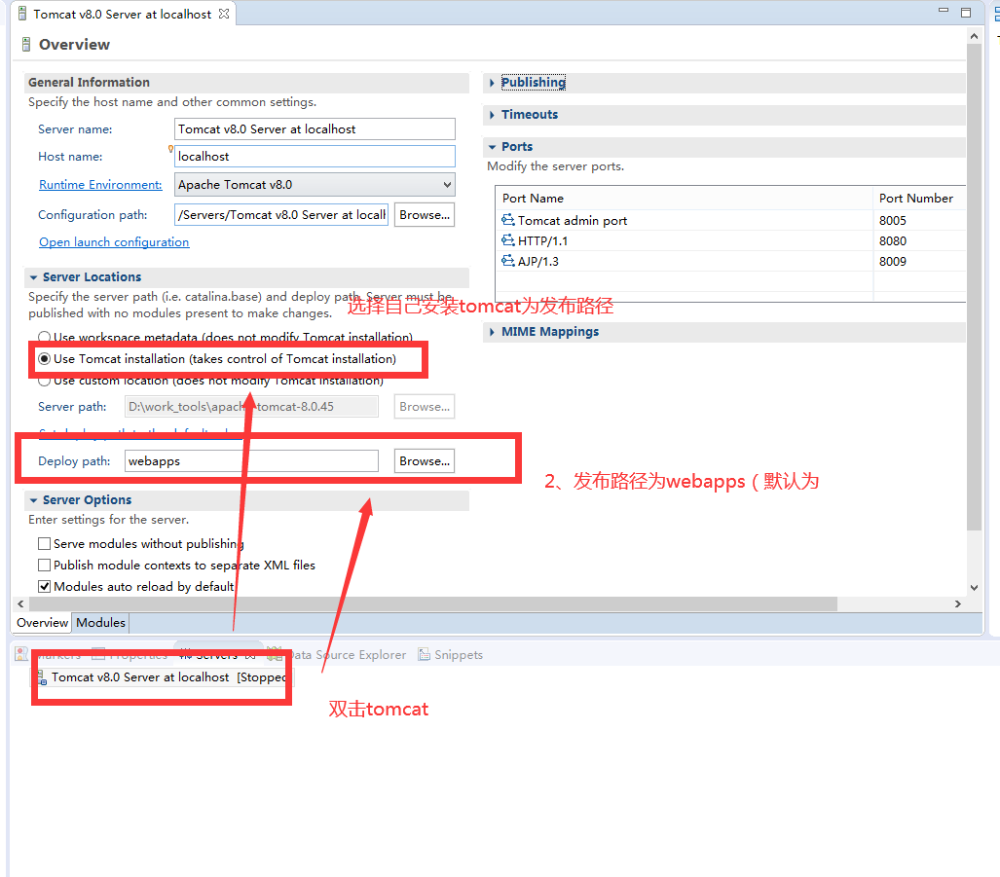 Tomcat v8.0 Server at localhost
Overview
General Information
Specify the host name and other common settings.
Server name: Tomcat v8.0 Server at localhost
Host name: localhost
Runtime Environment: Apache Tomcat v8.0
Configuration path: /Servers/Tomcat v8.0 Server at local Browse...
Open launch configuration
Server Locations
Specify the server path (i.e. catalina.base) and deploy path. Server must be
published with no modules present to make changes.
Use workspace metadata (does not modify Tomcat installation)
Use Tomcat installation (takes control of Tomcat installation)
Use custom location (does not modify Tomcat installation)
Server path: D:\work_tools\apache-tomcat-8.0.45 Browse...
Deploy path: webapps Browse...
Server Options
Enter settings for the server.
Serve modules without publishing
Publish module contexts to separate XML files
Modules auto reload by default
Publishing
Timeouts
Ports
Modify the server ports.
Port Name Port Number
Tomcat admin port 8005
HTTP/1.1 8080
AJP/1.3 8009
MIME Mappings
选择自己安装tomcat为发布路径
2、发布路径为webapps（默认为
Overview Modules
Markers Properties Servers Data Source Explorer Snippets
Tomcat v8.0 Server at localhost [Stopped
双击tomcat